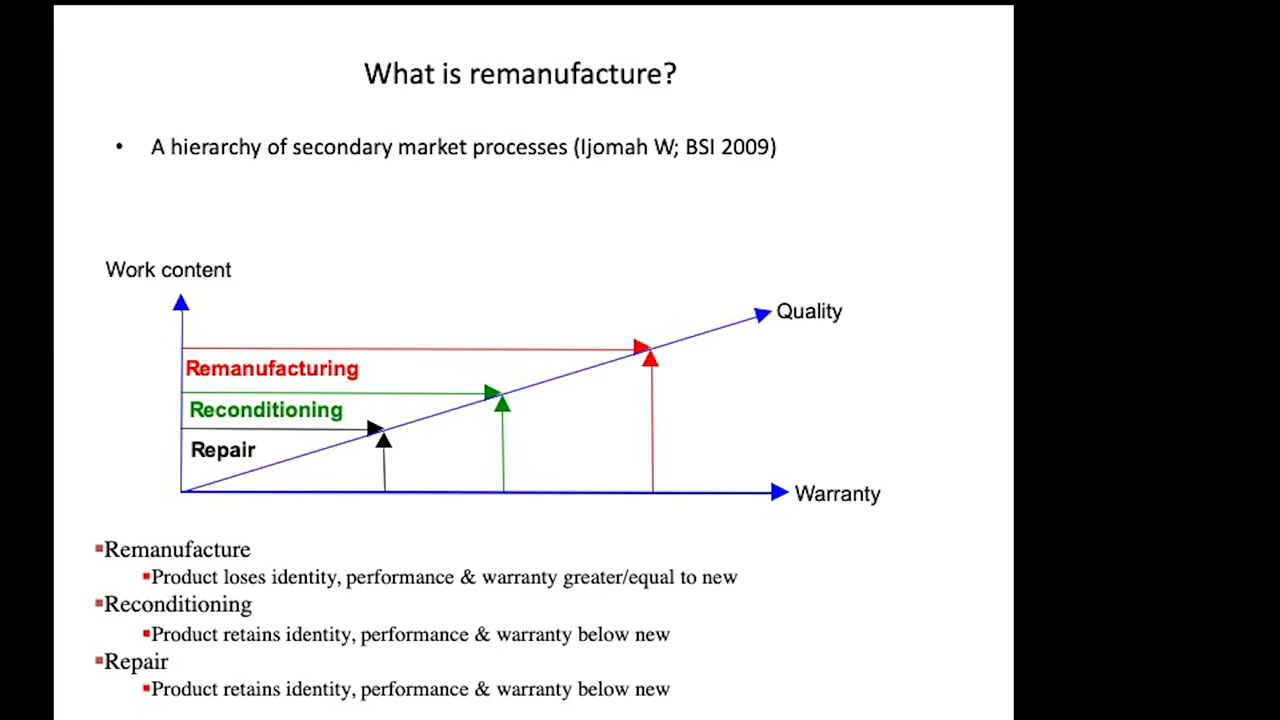 What is remanufacture?
• A hierarchy of secondary market processes (Ijomah W; BSI 2009)
Work content
Quality
Remanufacturing
Reconditioning
Repair
Warranty
▪Remanufacture
▪Product loses identity, performance & warranty greater/equal to new
▪Reconditioning
▪Product retains identity, performance & warranty below new
▪Repair
▪Product retains identity, performance & warranty below new